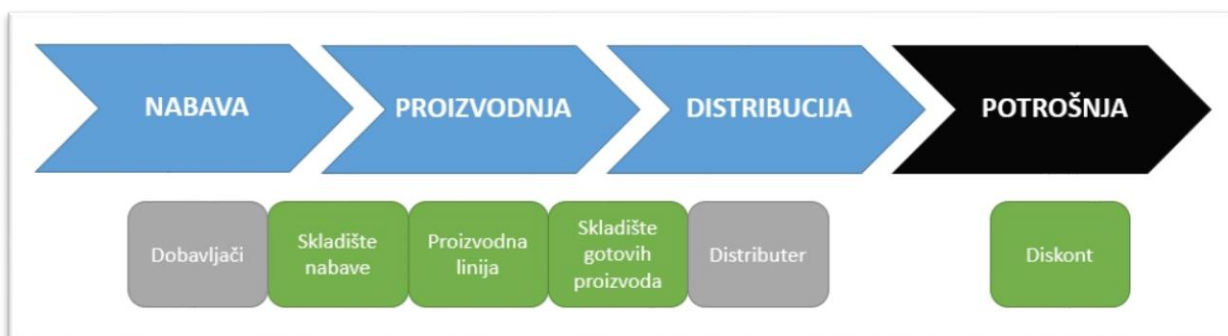 NABAVA
PROIZVODNJA
DISTRIBUCIJA
POTROŠNJA
Dobavljači
Skladište
nabave
Proizvodna
linija
Skladište
gotovih
proizvoda
Distributer
Diskont